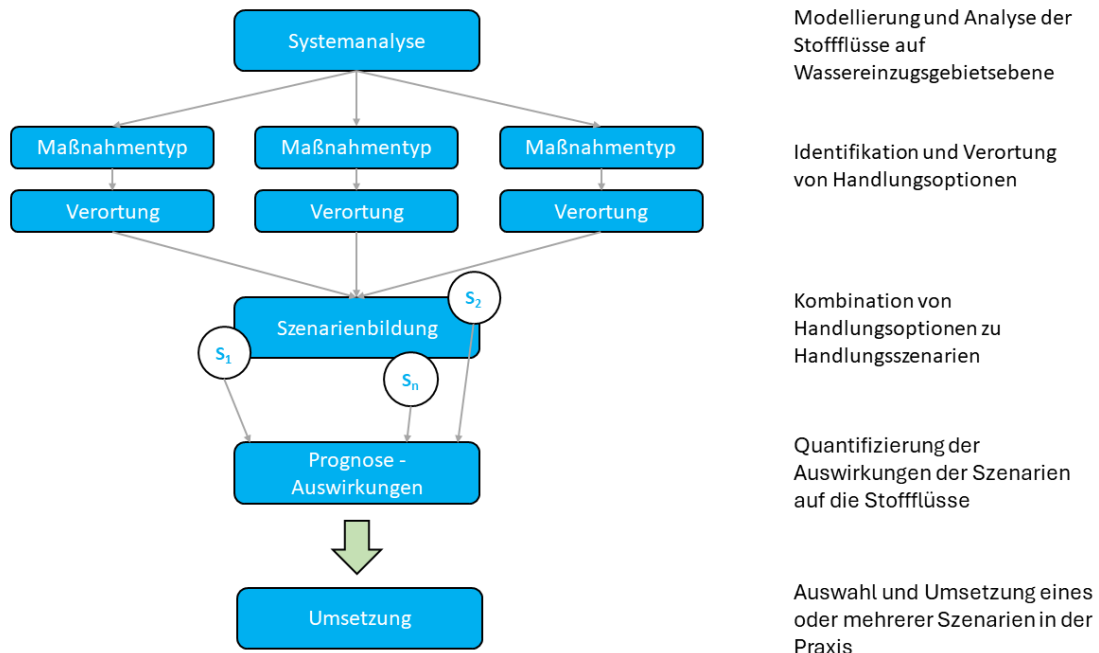 Systemanalyse
Modellierung und Analyse der
Stoffflüsse auf
Wassereinzugsgebietsebene
Maßnahmentyp
Maßnahmentyp
Maßnahmentyp
Verortung
Verortung
Verortung
Identifikation und Verortung
von Handlungsoptionen
S2
Szenarienbildung
S1
Sn
Kombination von
Handlungsoptionen zu
Handlungsszenarien
Prognose -
Auswirkungen
Quantifizierung der
Auswirkungen der Szenarien
auf die Stoffflüsse
Umsetzung
Auswahl und Umsetzung eines
oder mehrerer Szenarien in der
Praxis